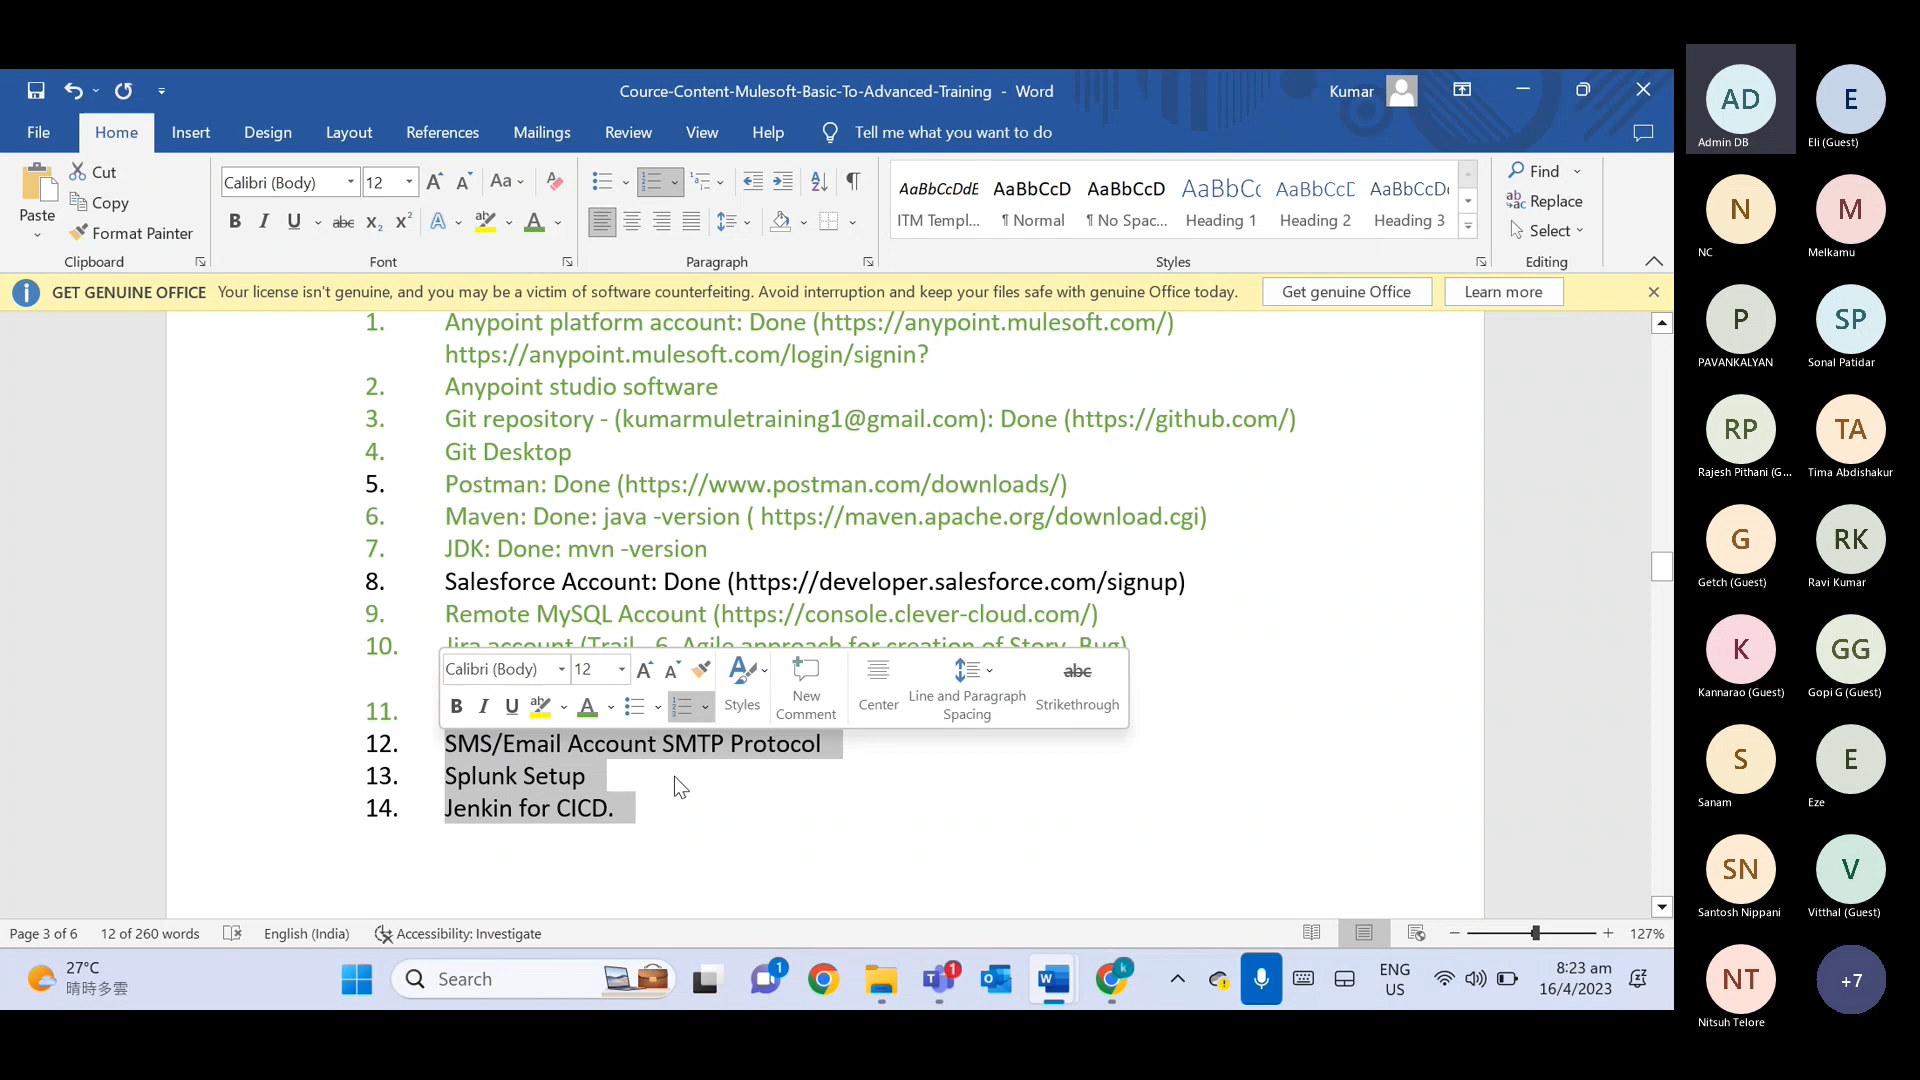 Cource-Content-Mulesoft-Basic-To-Advanced-Training - Word
Kumar
File Home Insert Design Layout References Mailings Review View Help Tell me what you want to do
Paste
Cut
Copy
Format Painter
Clipboard
Calibri (Body) 12
Font
Paragraph
AaBbCcDdE AaBbCcD AaBbCcD AaBbCc AaBbCcD AaBbCcD
ITM Templ... ¶ Normal ¶ No Spac... Heading 1 Heading 2 Heading 3
Styles
Find
Replace
Select
Editing
GET GENUINE OFFICE Your license isn't genuine, and you may be a victim of software counterfeiting. Avoid interruption and keep your files safe with genuine Office today. Get genuine Office Learn more
1. Anypoint platform account: Done (https://anypoint.mulesoft.com/)
https://anypoint.mulesoft.com/login/signin?
2. Anypoint studio software
3. Git repository - (kumarmuletraining1@gmail.com): Done (https://github.com/)
4. Git Desktop
5. Postman: Done (https://www.postman.com/downloads/)
6. Maven: Done: java -version ( https://maven.apache.org/download.cgi)
7. JDK: Done: mvn -version
8. Salesforce Account: Done (https://developer.salesforce.com/signup)
9. Remote MySQL Account (https://console.clever-cloud.com/)
10. Jira account (Trail - 6, Agile approach for creation of Story, Bug)
Calibri (Body) 12
Styles
New Comment
Center
Line and Paragraph Spacing
Strikethrough
11.
12. SMS/Email Account SMTP Protocol
13. Splunk Setup
14. Jenkin for CICD.
Page 3 of 6 12 of 260 words English (India) Accessibility: Investigate 127%
27°C
晴時多雲
Search
ENG
US
8:23 am
16/4/2023
AD
Admin DB
E
Eli (Guest)
N
NC
M
Melkamu
P
PAVANKALYAN
SP
Sonal Patidar
RP
Rajesh Pithani (G...
TA
Tima Abdishakur
G
Getch (Guest)
RK
Ravi Kumar
K
Kannarao (Guest)
GG
Gopi G (Guest)
S
Sanam
E
Eze
SN
Santosh Nippani
V
Vitthal (Guest)
NT
Nitsuh Telore
+7